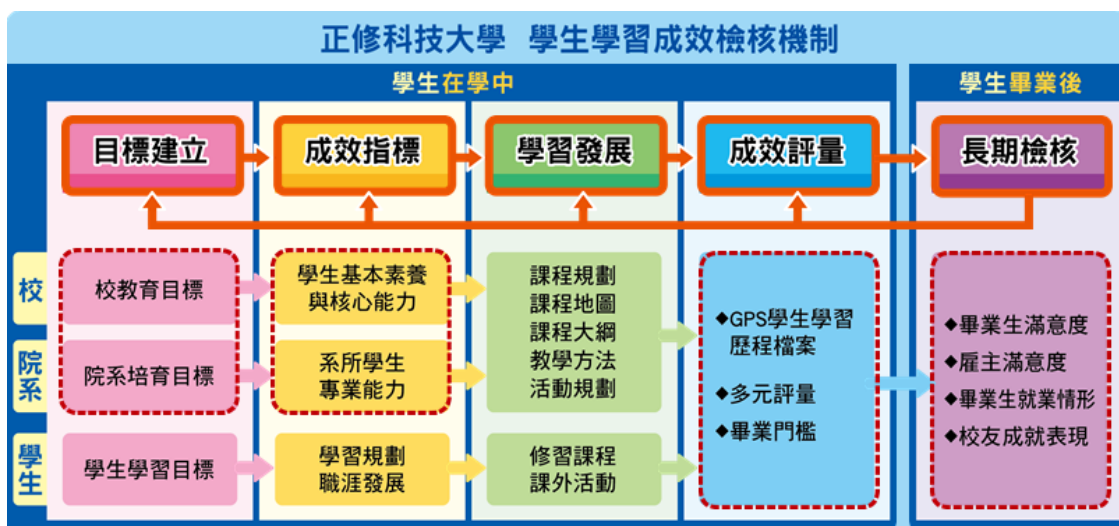 正修科技大學 學生學習成效檢核機制
學生在學中
學生畢業後
目標建立
成效指標
學習發展
成效評量
長期檢核
校
校教育目標
學生基本素養
與核心能力
課程規劃
課程地圖
課程大綱
教學方法
活動規劃
院系
院系培育目標
系所學生
專業能力
學生
學生學習目標
學習規劃
職涯發展
修習課程
課外活動
◆GPS學生學習
歷程檔案
◆多元評量
◆畢業門檻
◆畢業生滿意度
◆雇主滿意度
◆畢業生就業情形
◆校友成就表現